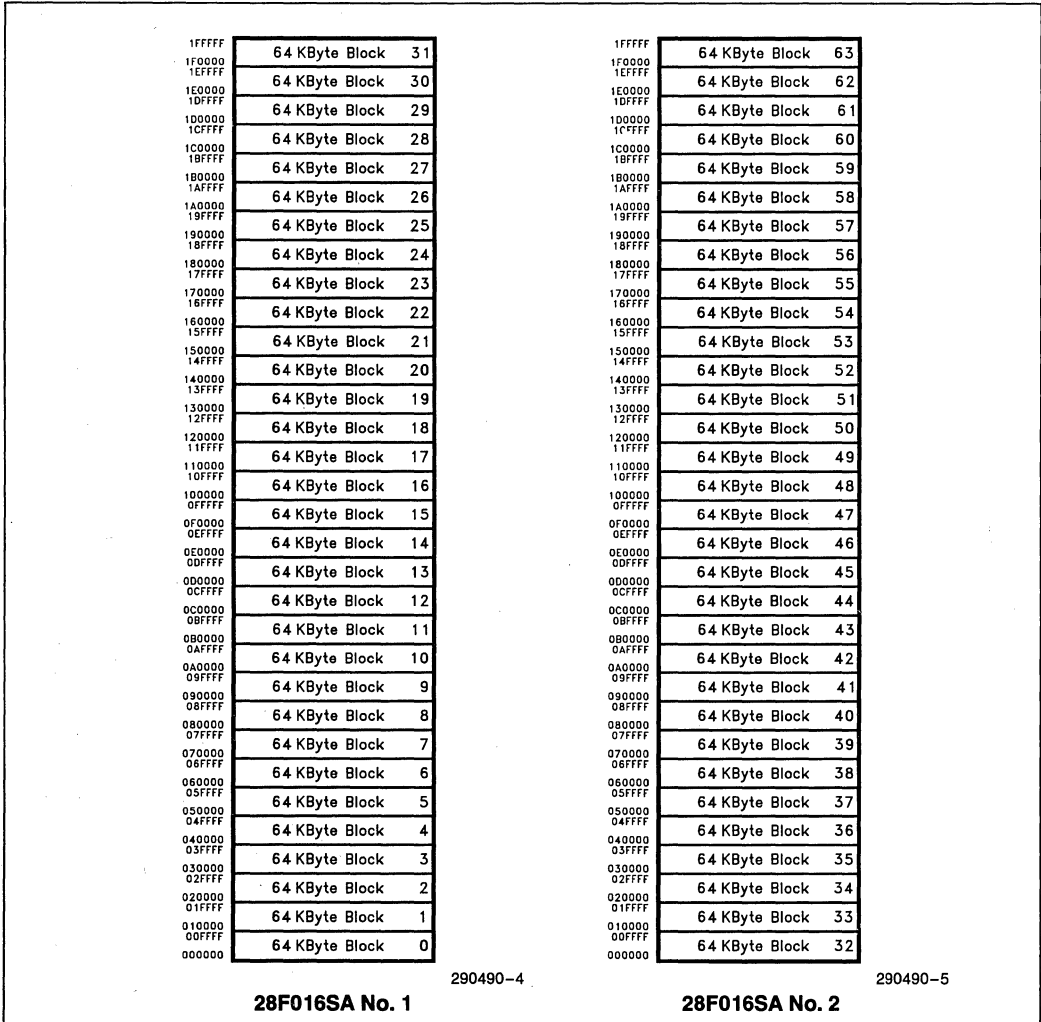 1FFFFF
64 KByte Block 31
1F0000
1EFFFF
64 KByte Block 30
1E0000
1DFFFF
64 KByte Block 29
1D0000
1CFFFF
64 KByte Block 28
1C0000
1BFFFF
64 KByte Block 27
1B0000
1AFFFF
64 KByte Block 26
1A0000
19FFFF
64 KByte Block 25
190000
18FFFF
64 KByte Block 24
180000
17FFFF
64 KByte Block 23
170000
16FFFF
64 KByte Block 22
160000
15FFFF
64 KByte Block 21
150000
14FFFF
64 KByte Block 20
140000
13FFFF
64 KByte Block 19
130000
12FFFF
64 KByte Block 18
120000
11FFFF
64 KByte Block 17
110000
10FFFF
64 KByte Block 16
100000
0FFFFF
64 KByte Block 15
0F0000
0EFFFF
64 KByte Block 14
0E0000
0DFFFF
64 KByte Block 13
0D0000
0CFFFF
64 KByte Block 12
0C0000
0BFFFF
64 KByte Block 11
0B0000
0AFFFF
64 KByte Block 10
0A0000
09FFFF
64 KByte Block 9
090000
08FFFF
64 KByte Block 8
080000
07FFFF
64 KByte Block 7
070000
06FFFF
64 KByte Block 6
060000
05FFFF
64 KByte Block 5
050000
04FFFF
64 KByte Block 4
040000
03FFFF
64 KByte Block 3
030000
02FFFF
64 KByte Block 2
020000
01FFFF
64 KByte Block 1
010000
00FFFF
64 KByte Block 0
000000
290490-4
28F016SA No. 1
1FFFFF
64 KByte Block 63
1F0000
1EFFFF
64 KByte Block 62
1E0000
1DFFFF
64 KByte Block 61
1D0000
1CFFFF
64 KByte Block 60
1C0000
1BFFFF
64 KByte Block 59
1B0000
1AFFFF
64 KByte Block 58
1A0000
19FFFF
64 KByte Block 57
190000
18FFFF
64 KByte Block 56
180000
17FFFF
64 KByte Block 55
170000
16FFFF
64 KByte Block 54
160000
15FFFF
64 KByte Block 53
150000
14FFFF
64 KByte Block 52
140000
13FFFF
64 KByte Block 51
130000
12FFFF
64 KByte Block 50
120000
11FFFF
64 KByte Block 49
110000
10FFFF
64 KByte Block 48
100000
0FFFFF
64 KByte Block 47
0F0000
0EFFFF
64 KByte Block 46
0E0000
0DFFFF
64 KByte Block 45
0D0000
0CFFFF
64 KByte Block 44
0C0000
0BFFFF
64 KByte Block 43
0B0000
0AFFFF
64 KByte Block 42
0A0000
09FFFF
64 KByte Block 41
090000
08FFFF
64 KByte Block 40
080000
07FFFF
64 KByte Block 39
070000
06FFFF
64 KByte Block 38
060000
05FFFF
64 KByte Block 37
050000
04FFFF
64 KByte Block 36
040000
03FFFF
64 KByte Block 35
030000
02FFFF
64 KByte Block 34
020000
01FFFF
64 KByte Block 33
010000
00FFFF
64 KByte Block 32
000000
290490-5
28F016SA No. 2